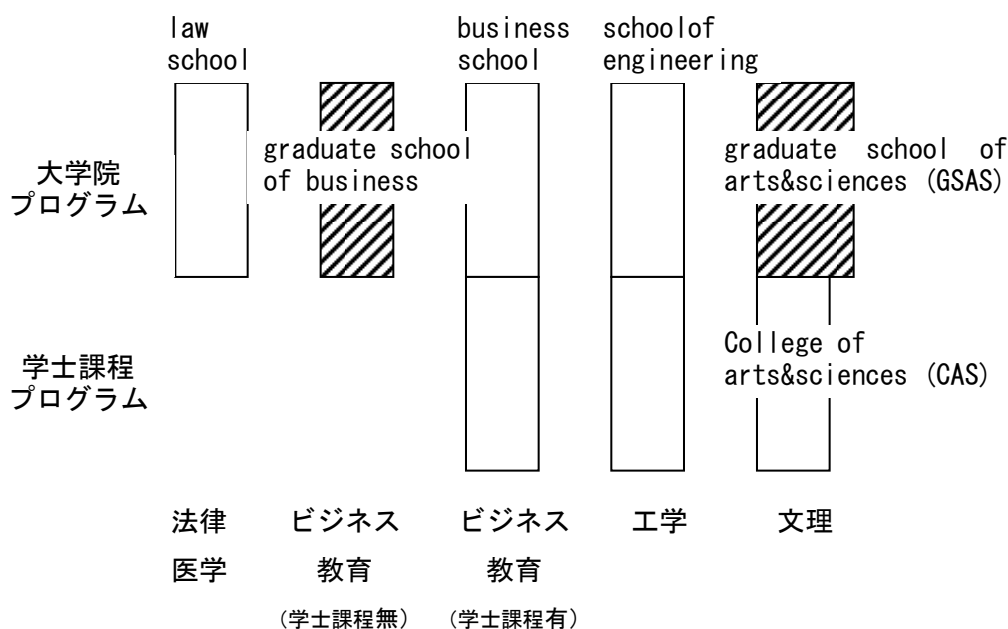 law
school
business
school
schoolof
engineering
大学院
プログラム
graduate school
of business
graduate school of
arts&sciences (GSAS)
学士課程
プログラム
College of
arts&sciences (CAS)
法律
医学
ビジネス
教育
(学士課程無)
ビジネス
教育
(学士課程有)
工学
文理